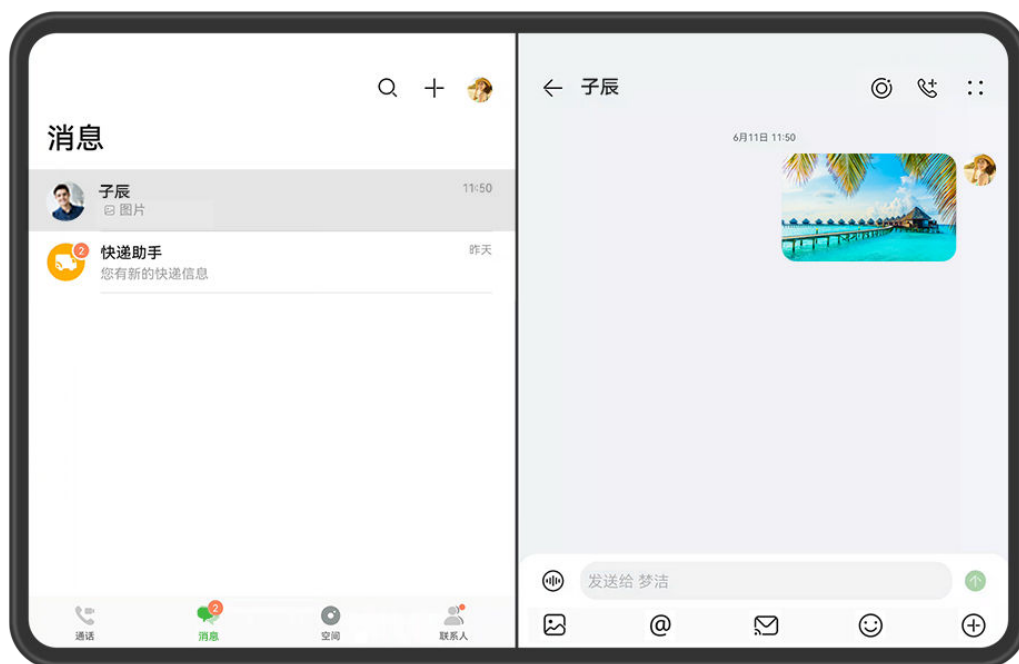 消息
子辰
11:50
图片
2
快递助手
昨天
您有新的快递信息
通话
2
消息
空间
联系人
子辰
6月11日 11:50
发送给 梦洁
@